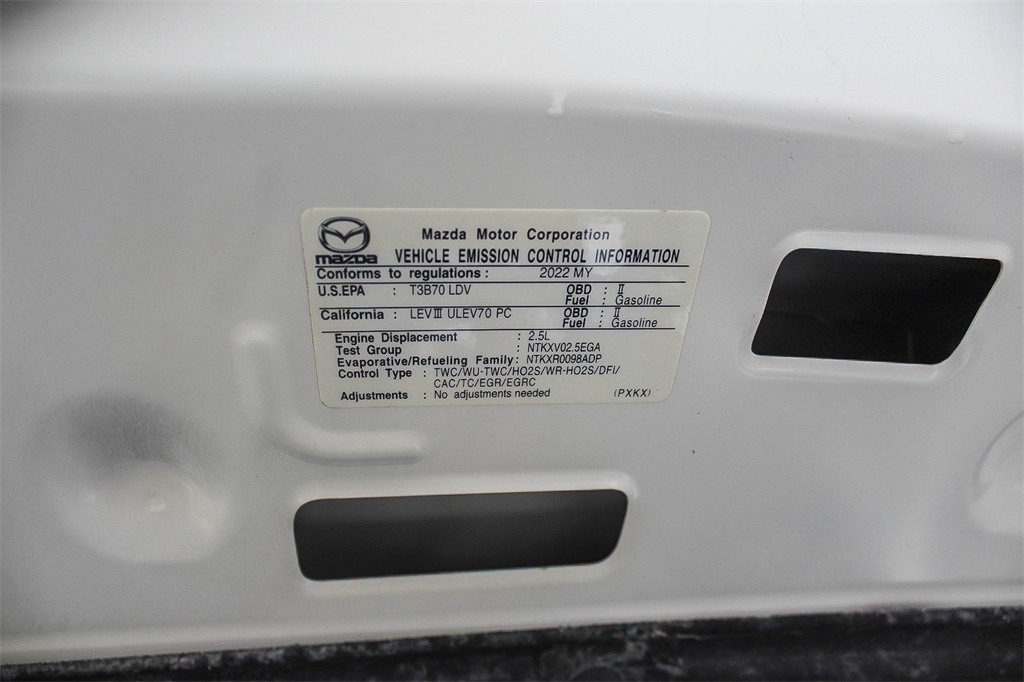 Mazda Motor Corporation
mazda VEHICLE EMISSION CONTROL INFORMATION
Conforms to regulations : 2022 MY
U.S.EPA : T3B70 LDV OBD : Ⅱ
Fuel : Gasoline
California : LEVⅢ ULEV70 PC OBD : Ⅱ
Fuel : Gasoline
Engine Displacement : 2.5L
Test Group : NTKXV02.5EGA
Evaporative/Refueling Family: NTKXR0098ADP
Control Type : TWC/WU-TWC/HO2S/WR-HO2S/DFI/
CAC/TC/EGR/EGRC
Adjustments : No adjustments needed (PXKX)